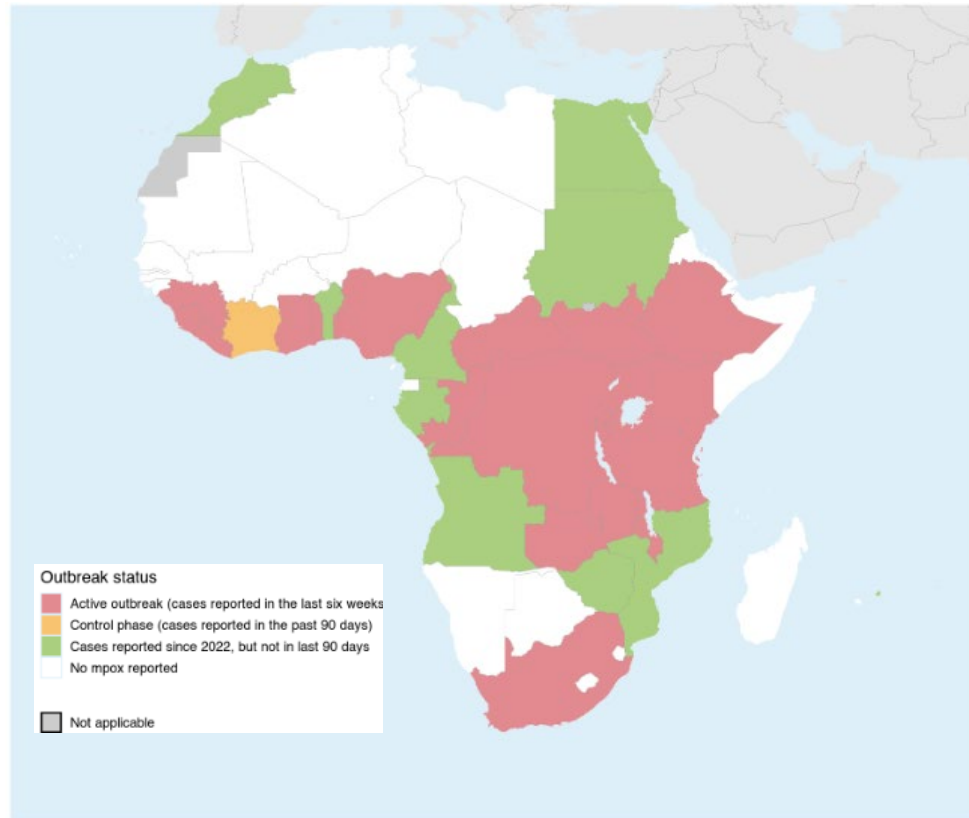 Outbreak status
Active outbreak (cases reported in the last six weeks
Control phase (cases reported in the past 90 days)
Cases reported since 2022, but not in last 90 days
No mpox reported
Not applicable